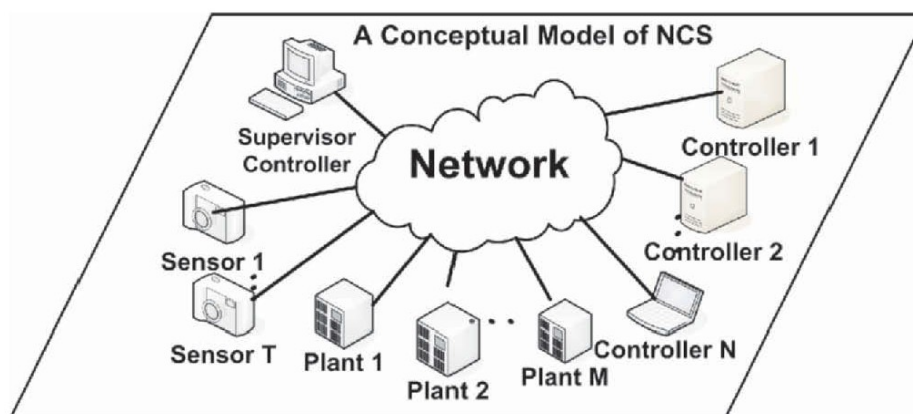 A Conceptual Model of NCS
Supervisor
Controller
Network
Controller 1
Controller 2
Sensor 1
Sensor T
Plant 1
Plant 2
Plant M
Controller N